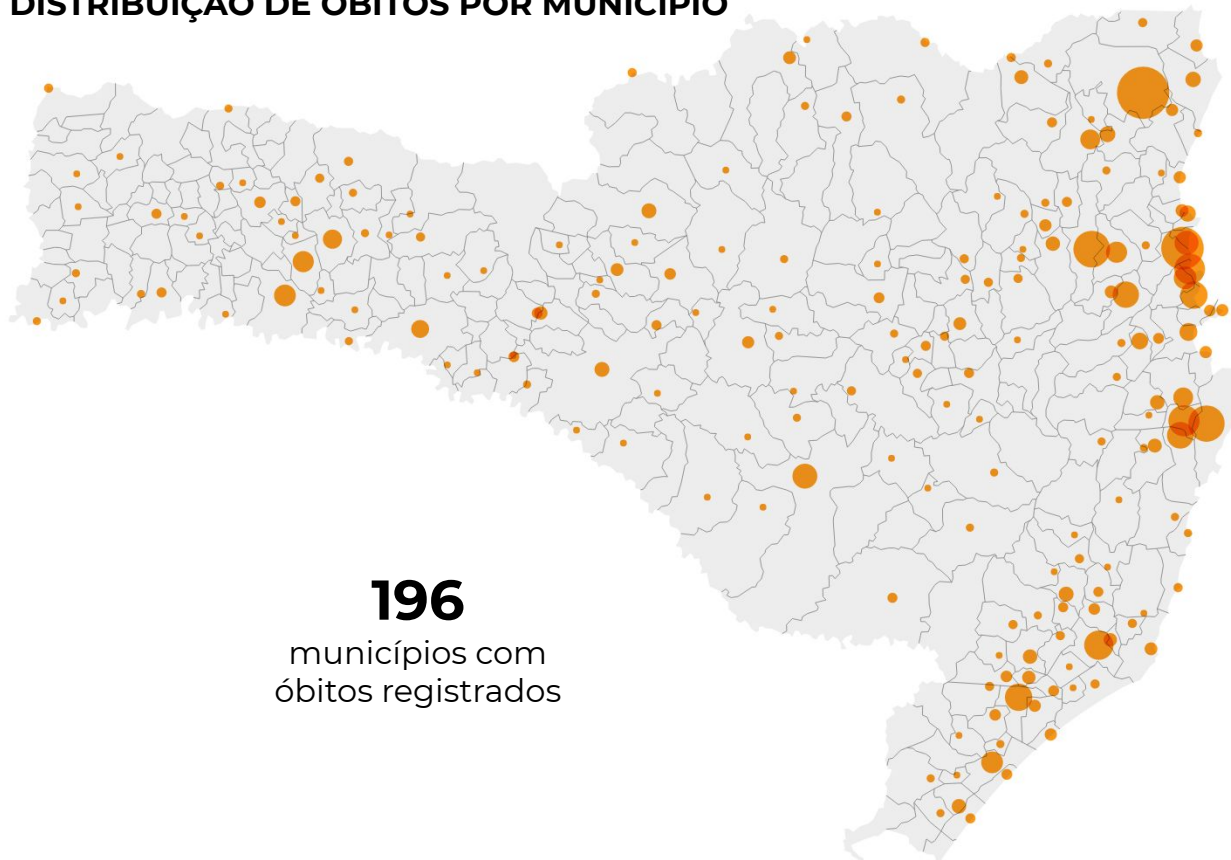 DISTRIBUIÇÃO DE ÓBITOS POR MUNICÍPIO
196
municípios com
óbitos registrados